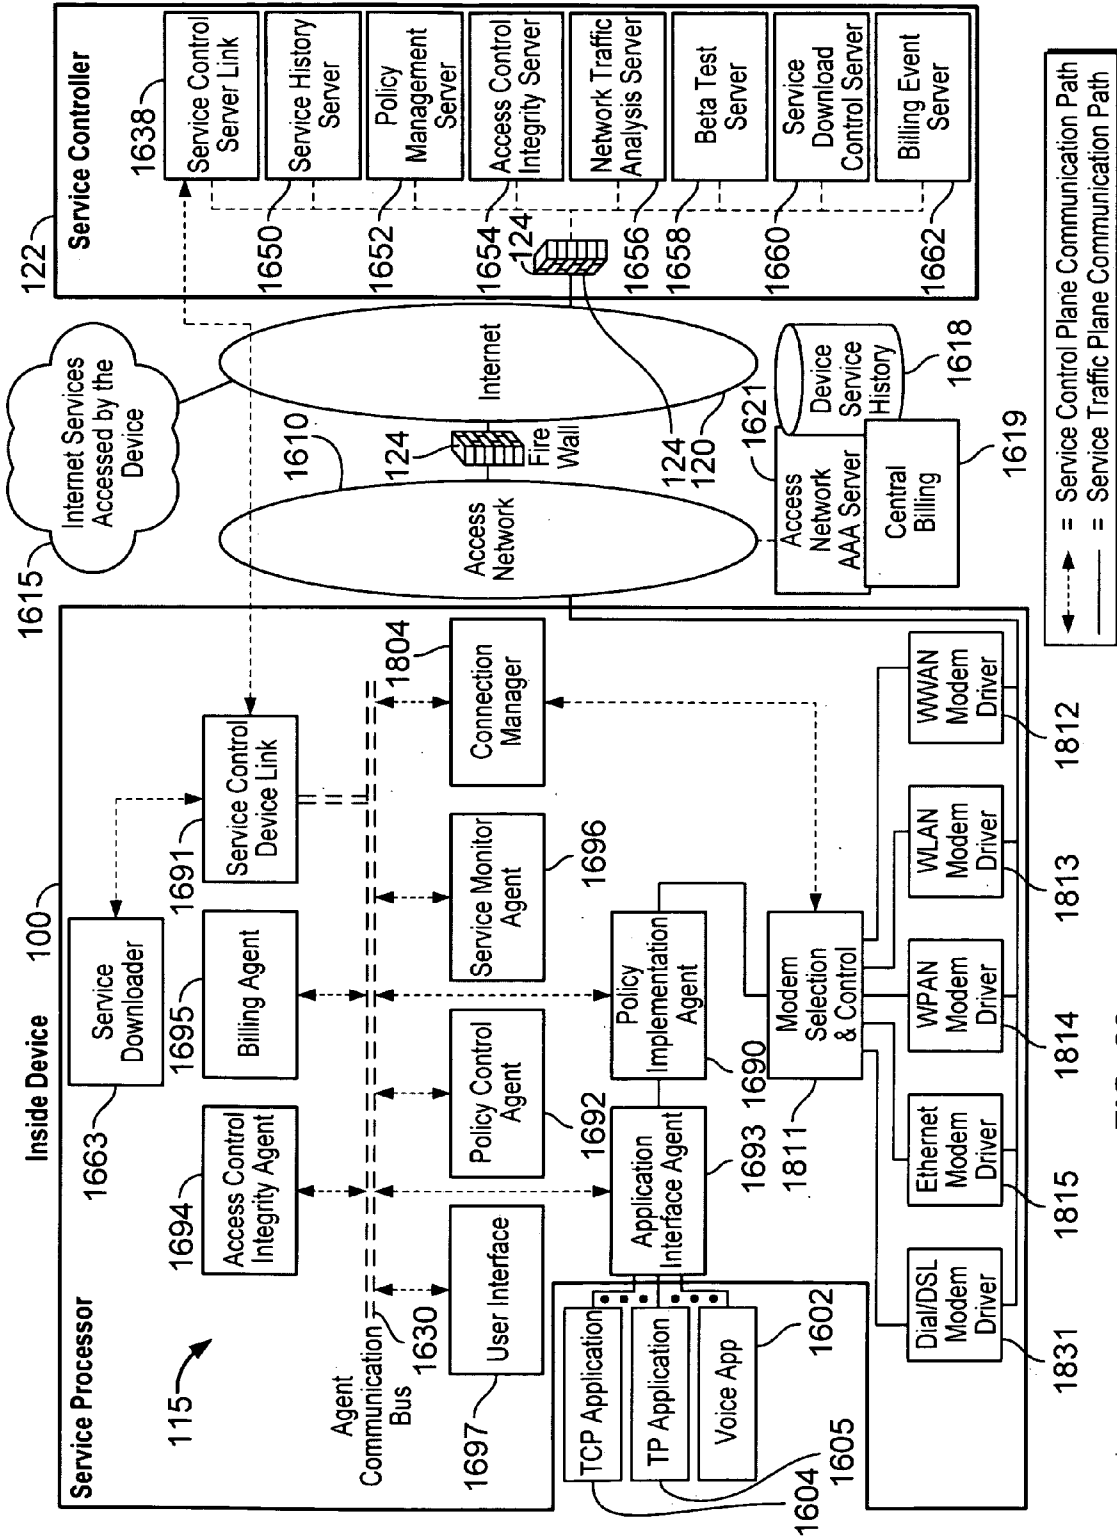 Inside Device
100
Service Processor
115
1663
Service
Downloader
1694
Access Control
Integrity Agent
1695
Billing Agent
1691
Service Control
Device Link
Agent
Communication
Bus
1630
1697
User Interface
Policy Control
Agent
1692
Service Monitor
Agent
1696
Connection
Manager
1804
TCP Application
TP Application
Voice App
1604
1605
1602
Application
Interface Agent
1693
Policy
Implementation
Agent
1690
Modem
Selection
& Control
1811
Dial/DSL
Modem
Driver
1831
Ethernet
Modem
Driver
1815
WPAN
Modem
Driver
1814
WLAN
Modem
Driver
1813
WWAN
Modem
Driver
1812
1615
Internet Services
Accessed by the
Device
1610
Access
Network
124
Fire
Wall
Internet
120
124
1621
Access
Network
AAA Server
Device
Service
History
1618
Central
Billing
1619
122
Service Controller
1638
Service Control
Server Link
1650
Service History
Server
1652
Policy
Management
Server
1654
Access Control
Integrity Server
124
1656
Network Traffic
Analysis Server
1658
Beta Test
Server
1660
Service
Download
Control Server
1662
Billing Event
Server
= Service Control Plane Communication Path
= Service Traffic Plane Communication Path